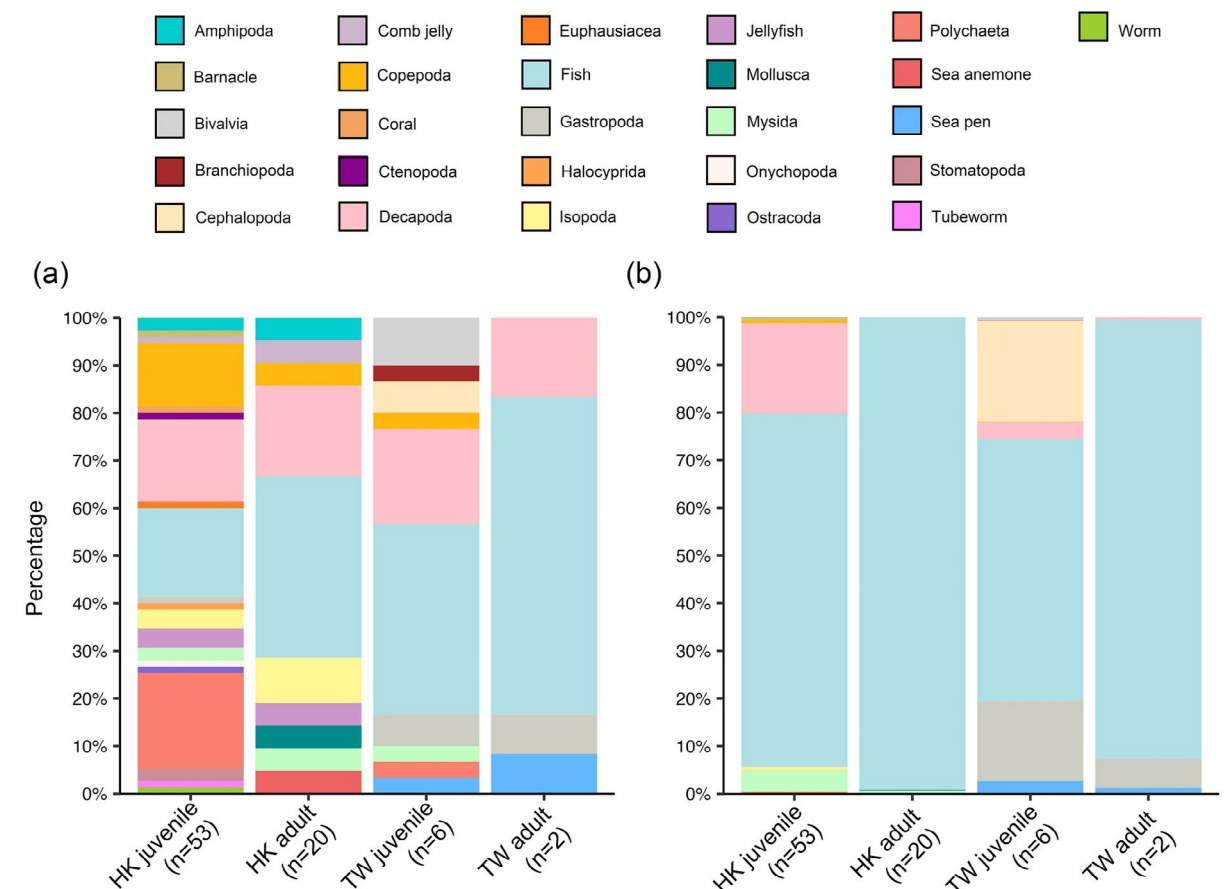 Amphipoda Comb jelly Euphausiacea Jellyfish Polychaeta Worm
Barnacle Copepoda Fish Mollusca Sea anemone
Bivalvia Coral Gastropoda Mysida Sea pen
Branchiopoda Ctenopoda Halocyprida Onychopoda Stomatopoda
Cephalopoda Decapoda Isopoda Ostracoda Tubeworm
(a) (b)
100% 100%
90% 90%
80% 80%
70% 70%
60% 60%
50% 50%
40% 40%
30% 30%
20% 20%
10% 10%
0% 0%
Percentage
HK juvenile
(n=53)
HK adult
(n=20)
TW juvenile
(n=6)
TW adult
(n=2)
HK juvenile
(n=53)
HK adult
(n=20)
TW juvenile
(n=6)
TW adult
(n=2)